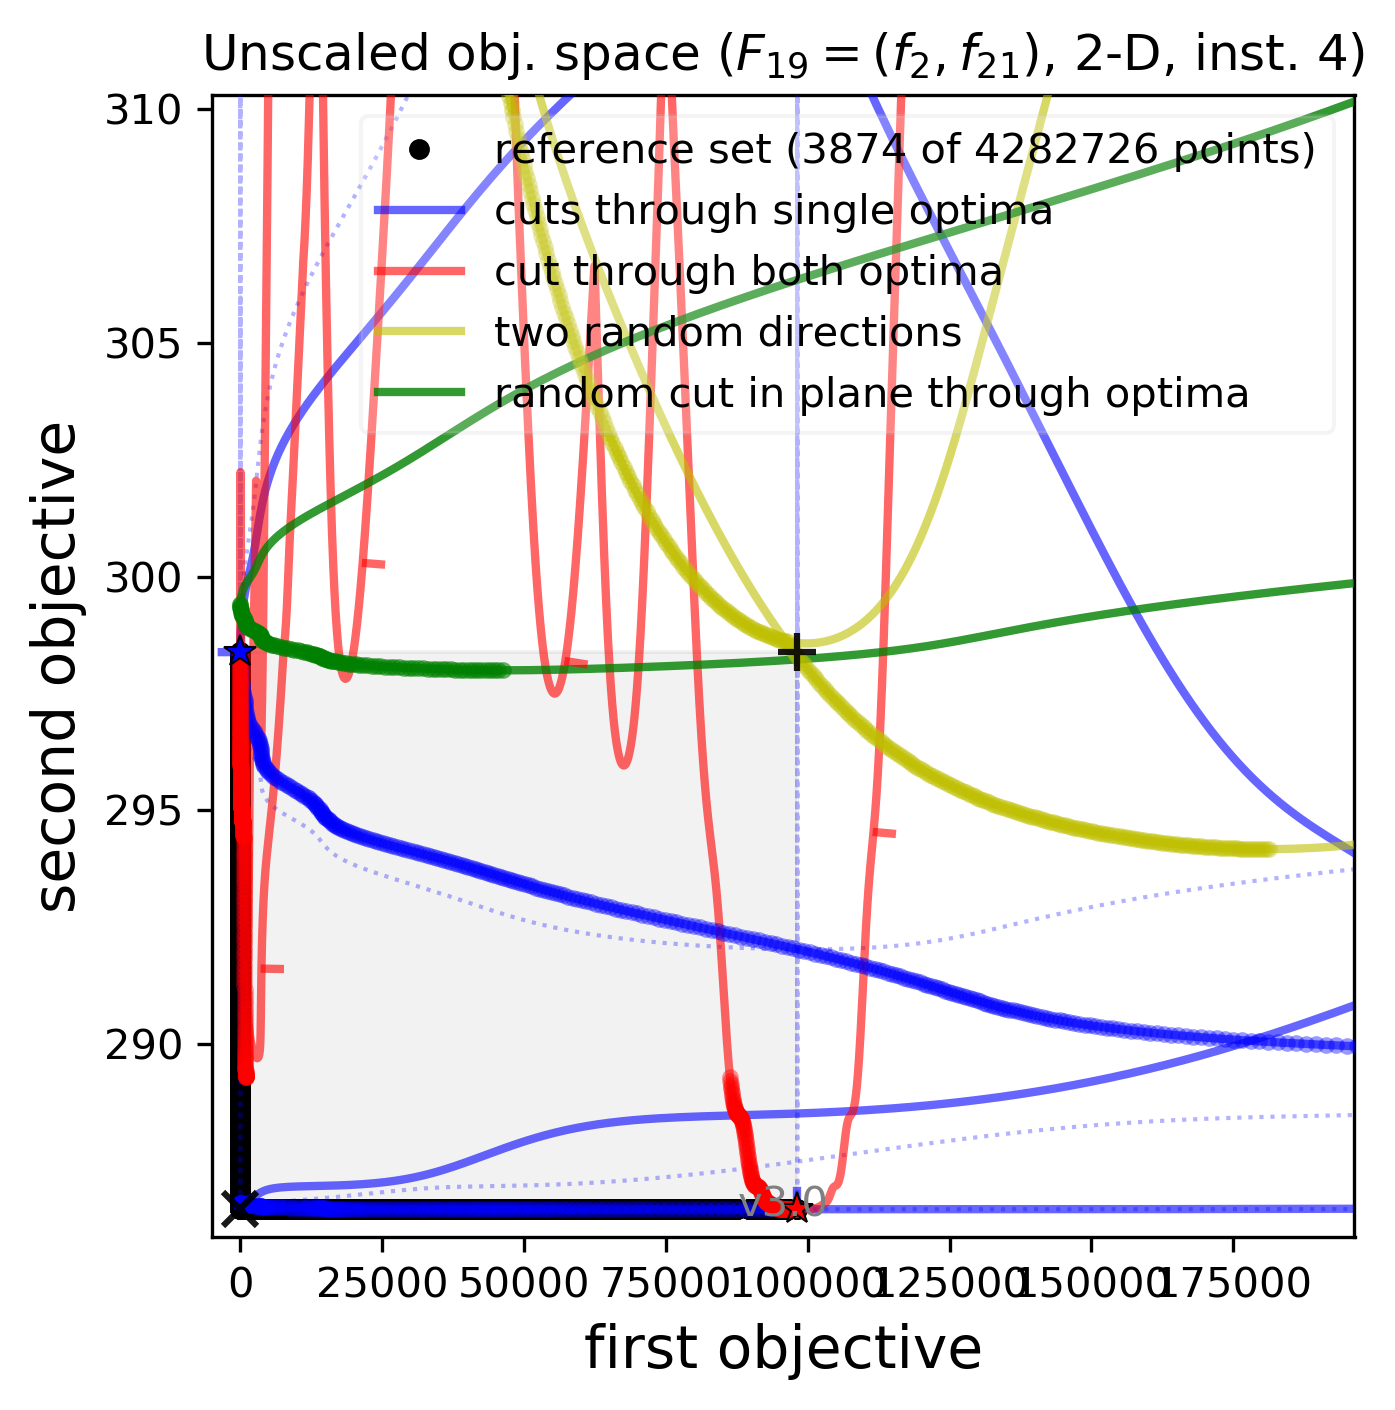 Unscaled obj. space (F₁₉ = (f₂, f₂₁), 2-D, inst. 4)
310
305
300
295
290
second objective
reference set (3874 of 4282726 points)
cuts through single optima
cut through both optima
two random directions
random cut in plane through optima
v3.0
0 25000 50000 75000 100000 125000 150000 175000
first objective